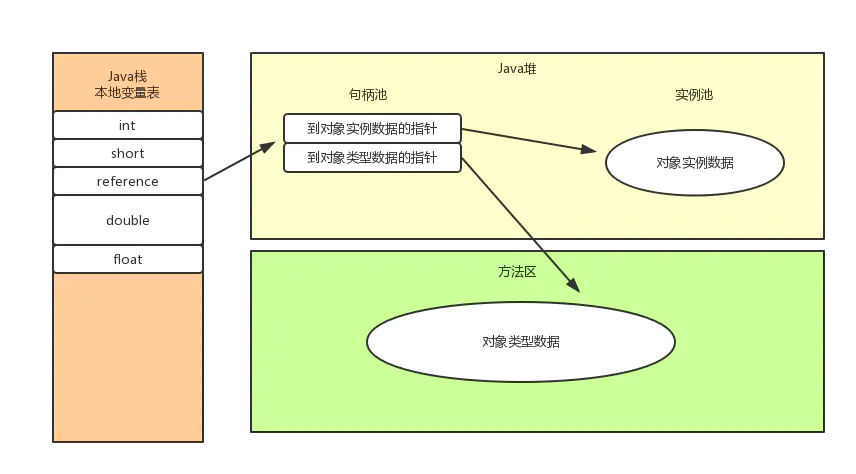 Java栈
本地变量表
int
short
reference
double
float
Java堆
句柄池
实例池
到对象实例数据的指针
到对象类型数据的指针
对象实例数据
方法区
对象类型数据